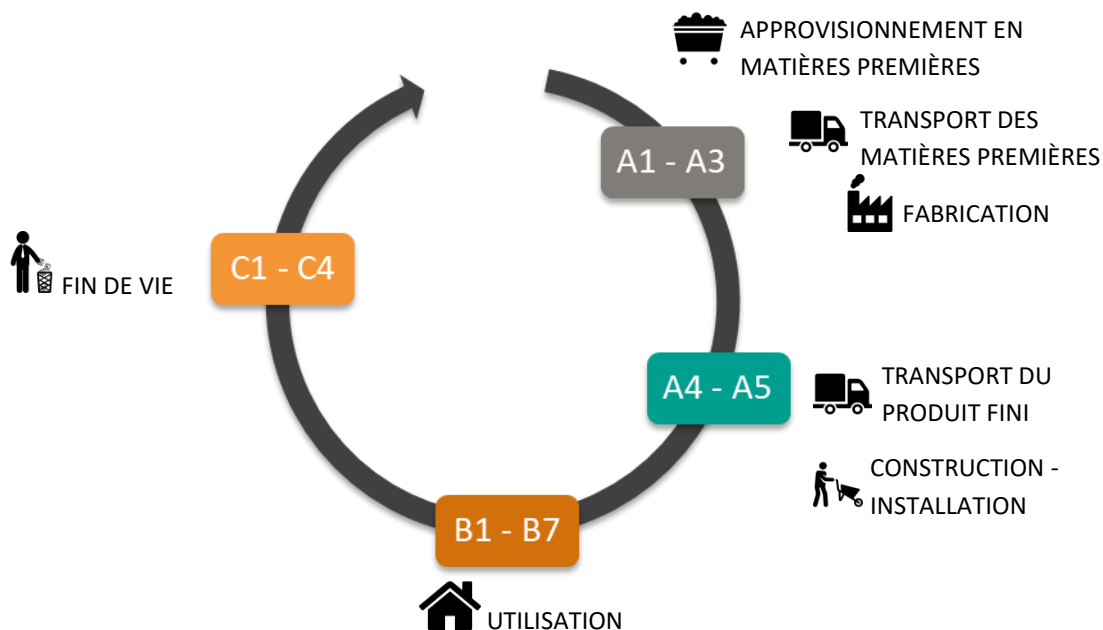 APPROVISIONNEMENT EN
MATIÈRES PREMIÈRES
A1 - A3
TRANSPORT DES
MATIÈRES PREMIÈRES
FABRICATION
C1 - C4
FIN DE VIE
A4 - A5
TRANSPORT DU
PRODUIT FINI
CONSTRUCTION -
INSTALLATION
B1 - B7
UTILISATION